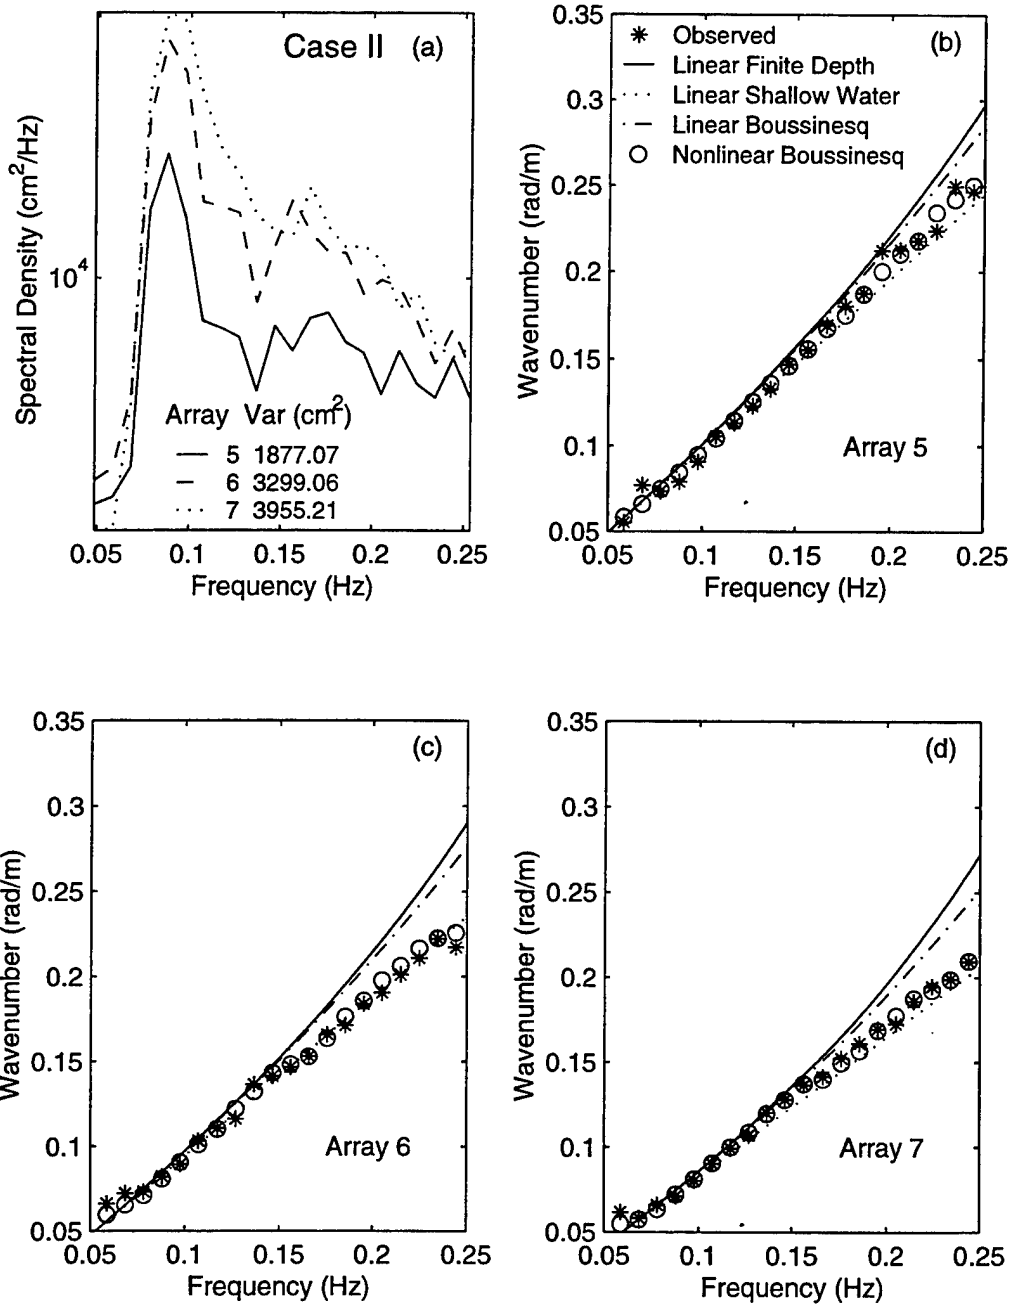 Case II (a)
Spectral Density (cm²/Hz)
10⁴
Array Var (cm²)
5 1877.07
6 3299.06
7 3955.21
0.05 0.1 0.15 0.2 0.25
Frequency (Hz)
(b)
Observed
Linear Finite Depth
Linear Shallow Water
Linear Boussinesq
Nonlinear Boussinesq
Wavenumber (rad/m)
0.35
0.3
0.25
0.2
0.15
0.1
0.05
Array 5
0.05 0.1 0.15 0.2 0.25
Frequency (Hz)
(c)
Wavenumber (rad/m)
0.35
0.3
0.25
0.2
0.15
0.1
0.05
Array 6
0.05 0.1 0.15 0.2 0.25
Frequency (Hz)
(d)
Wavenumber (rad/m)
0.35
0.3
0.25
0.2
0.15
0.1
0.05
Array 7
0.05 0.1 0.15 0.2 0.25
Frequency (Hz)